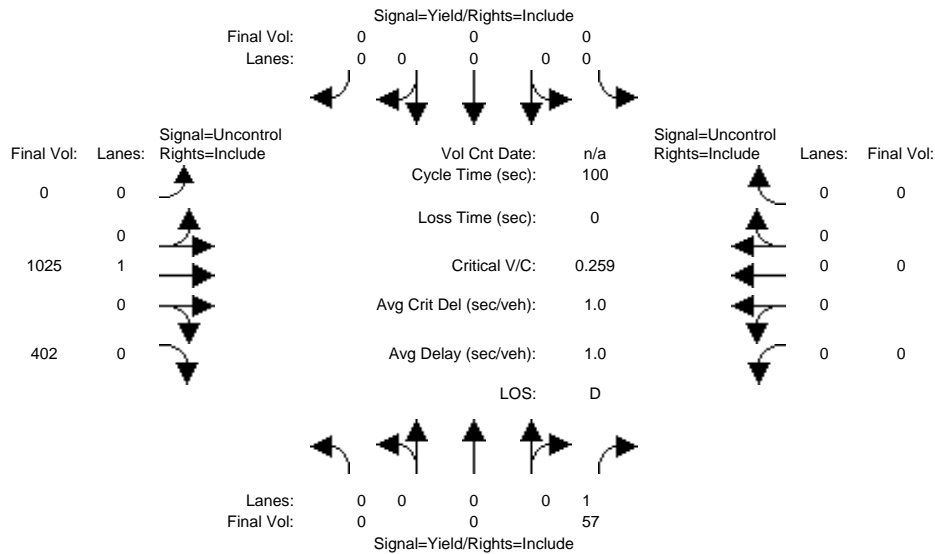 Signal=Yield/Rights=Include
Final Vol: 0 0 0
Lanes: 0 0 0 0 0
Signal=Uncontrol Signal=Uncontrol
Final Vol: Lanes: Rights=Include Vol Cnt Date: n/a Rights=Include Lanes: Final Vol:
Cycle Time (sec): 100
0 0 0 0
Loss Time (sec): 0
0 0
1025 1 Critical V/C: 0.259 0 0
0 Avg Crit Del (sec/veh): 1.0 0
402 0 Avg Delay (sec/veh): 1.0 0 0
LOS: D
Lanes: 0 0 0 0 1
Final Vol: 0 0 57
Signal=Yield/Rights=Include